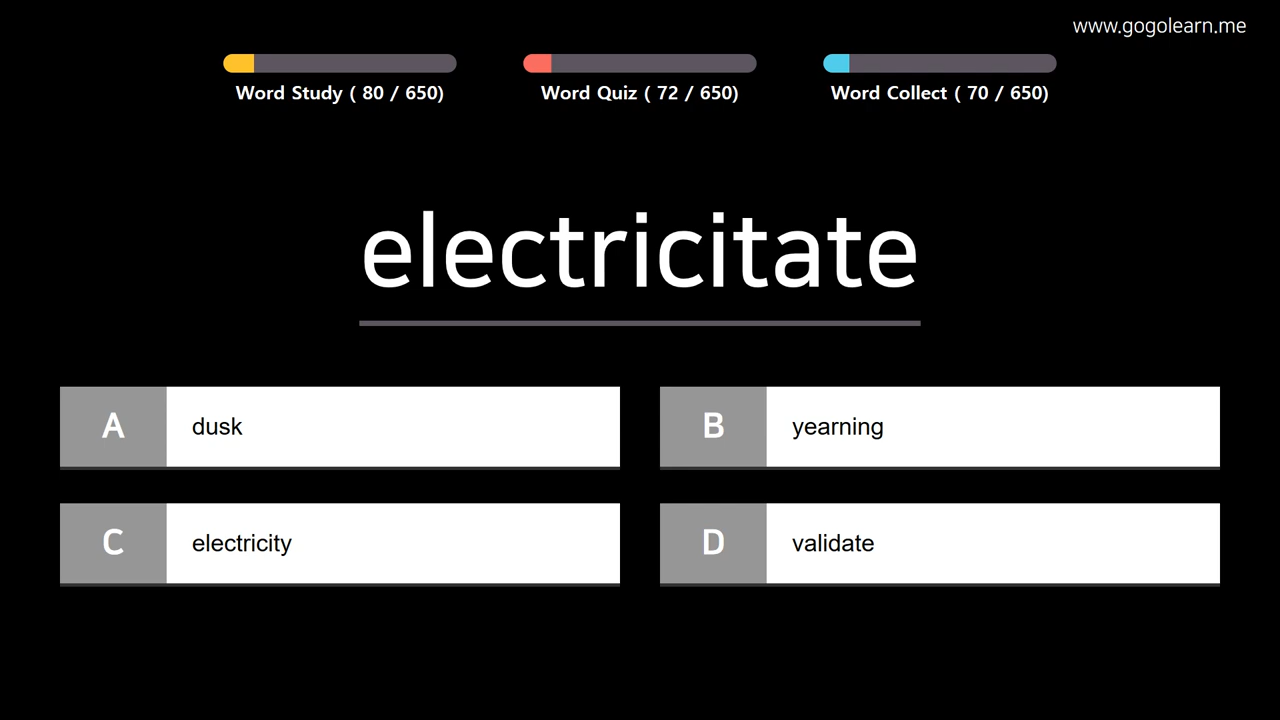 www.gogolearn.me
Word Study ( 80 / 650)
Word Quiz ( 72 / 650)
Word Collect ( 70 / 650)
electricitate
A dusk
B yearning
C electricity
D validate